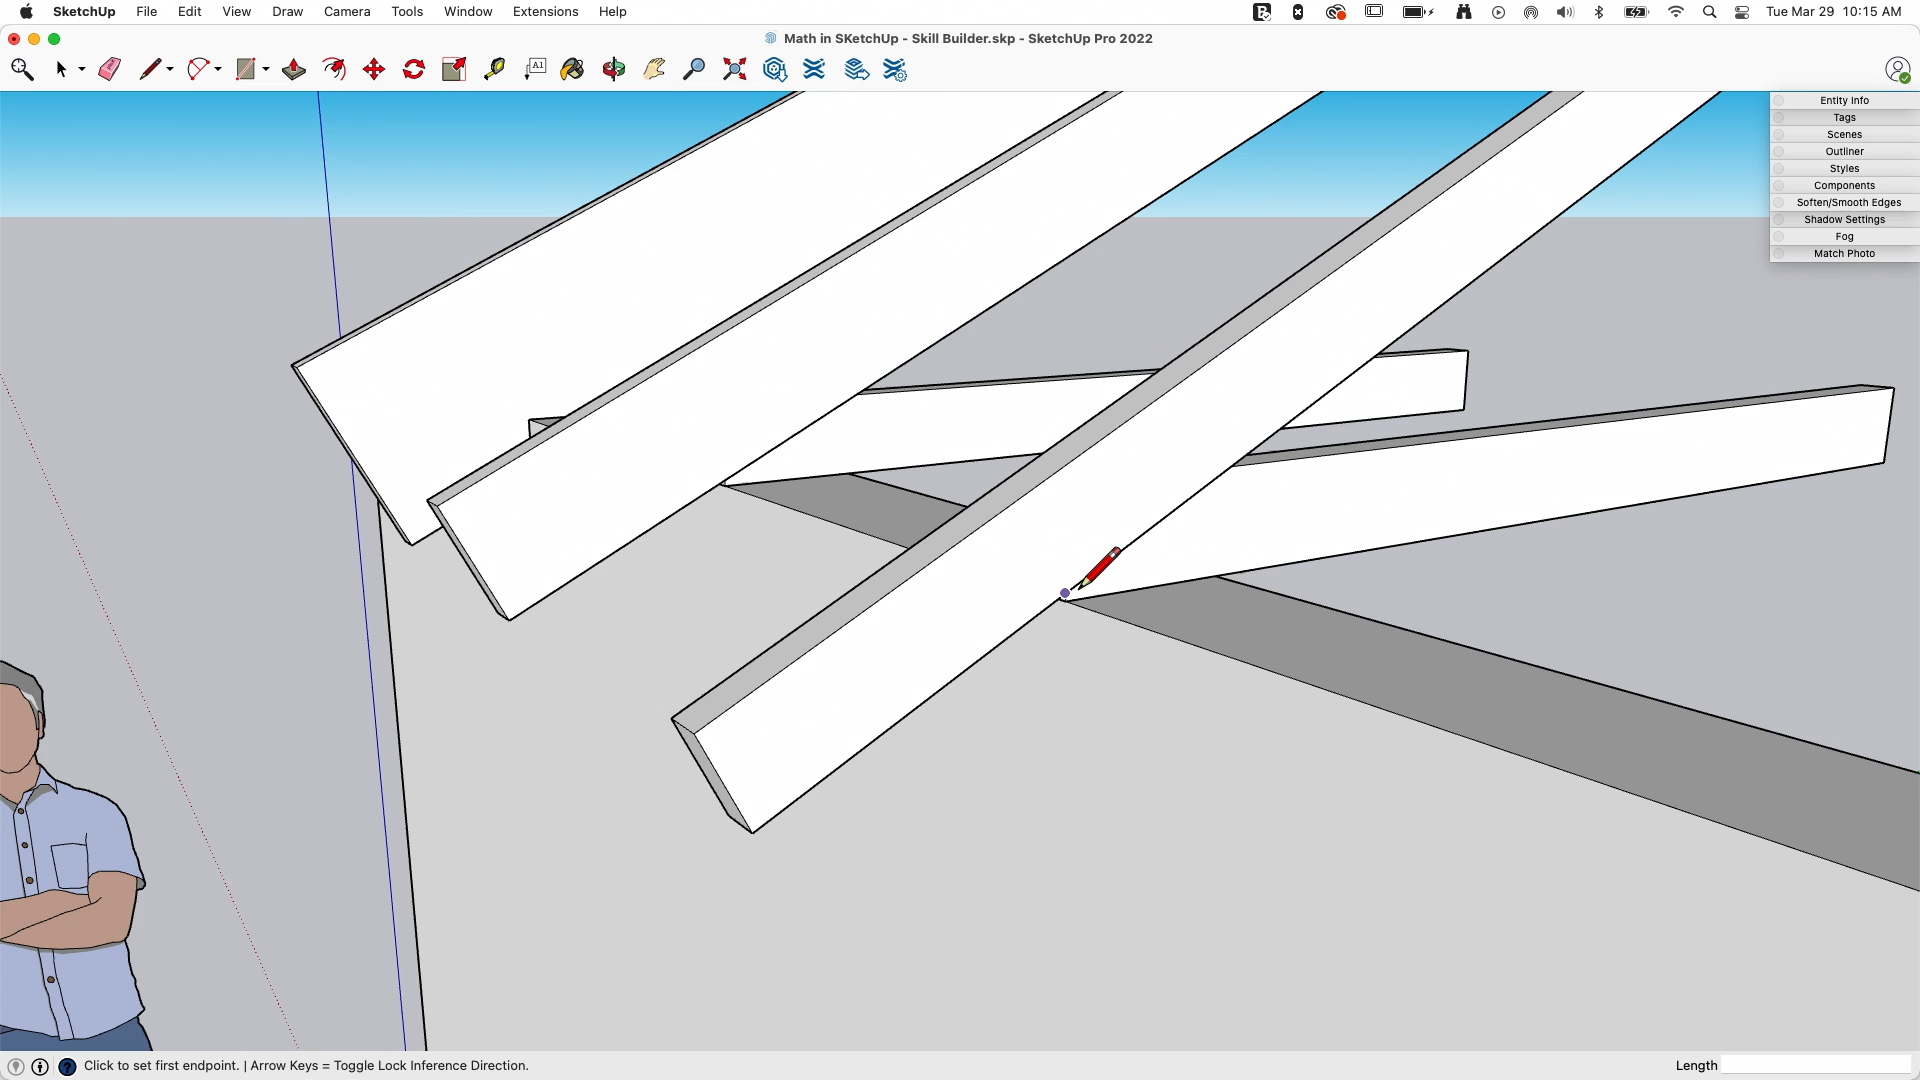 SketchUp File Edit View Draw Camera Tools Window Extensions Help Tue Mar 29 10:15 AM
Math in SKetchUp - Skill Builder.skp - SketchUp Pro 2022
A1
Entity Info
Tags
Scenes
Outliner
Styles
Components
Soften/Smooth Edges
Shadow Settings
Fog
Match Photo
Click to set first endpoint. | Arrow Keys = Toggle Lock Inference Direction. Length